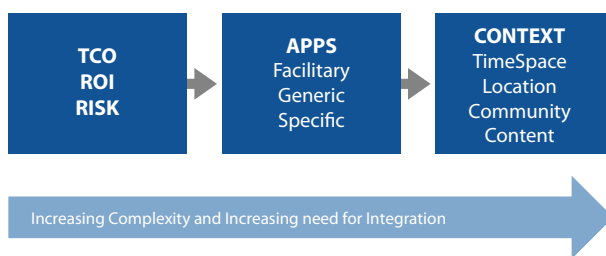 TCO
ROI
RISK
APPS
Facilitary
Generic
Specific
CONTEXT
TimeSpace
Location
Community
Content
Increasing Complexity and Increasing need for Integration